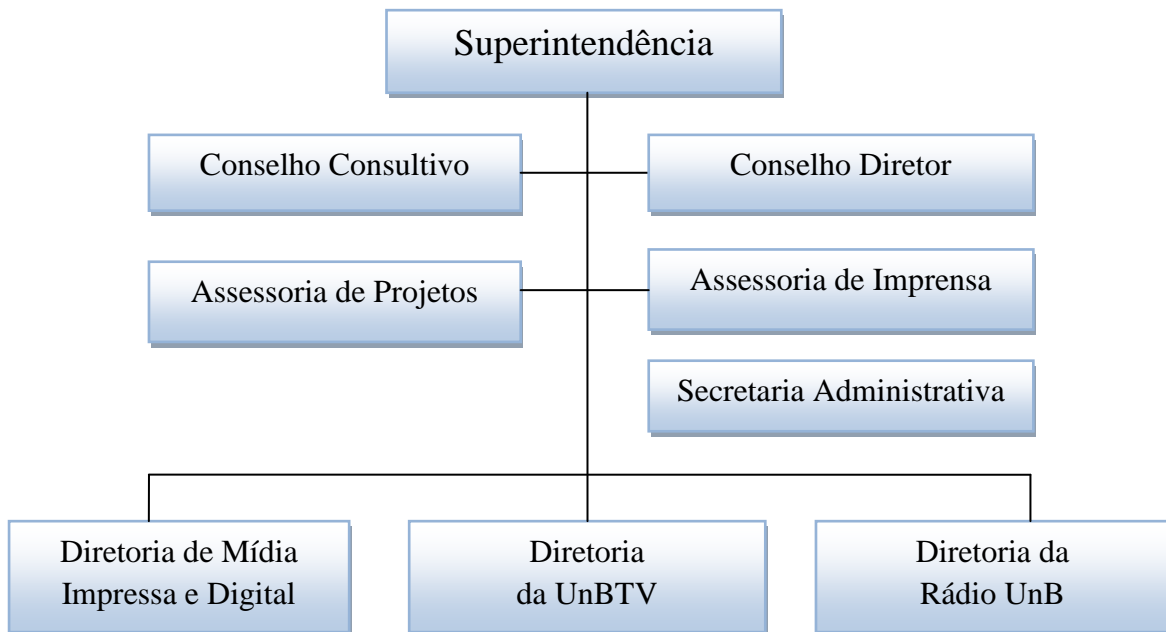 Superintendência
Conselho Consultivo
Conselho Diretor
Assessoria de Projetos
Assessoria de Imprensa
Secretaria Administrativa
Diretoria de Mídia
Impressa e Digital
Diretoria
da UnBTV
Diretoria da
Rádio UnB